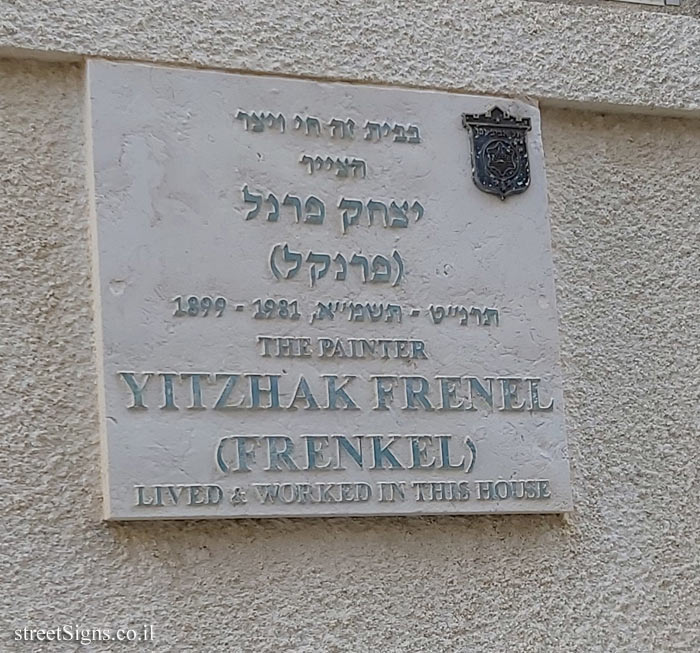 בבית זה חי ויצר
הצייר
יצחק פרנל
(פרנקל)
תרנ״ט - תשמ״א, 1981 - 1899
THE PAINTER
YITZHAK FRENEL
(FRENKEL)
LIVED & WORKED IN THIS HOUSE
streetSigns.co.il